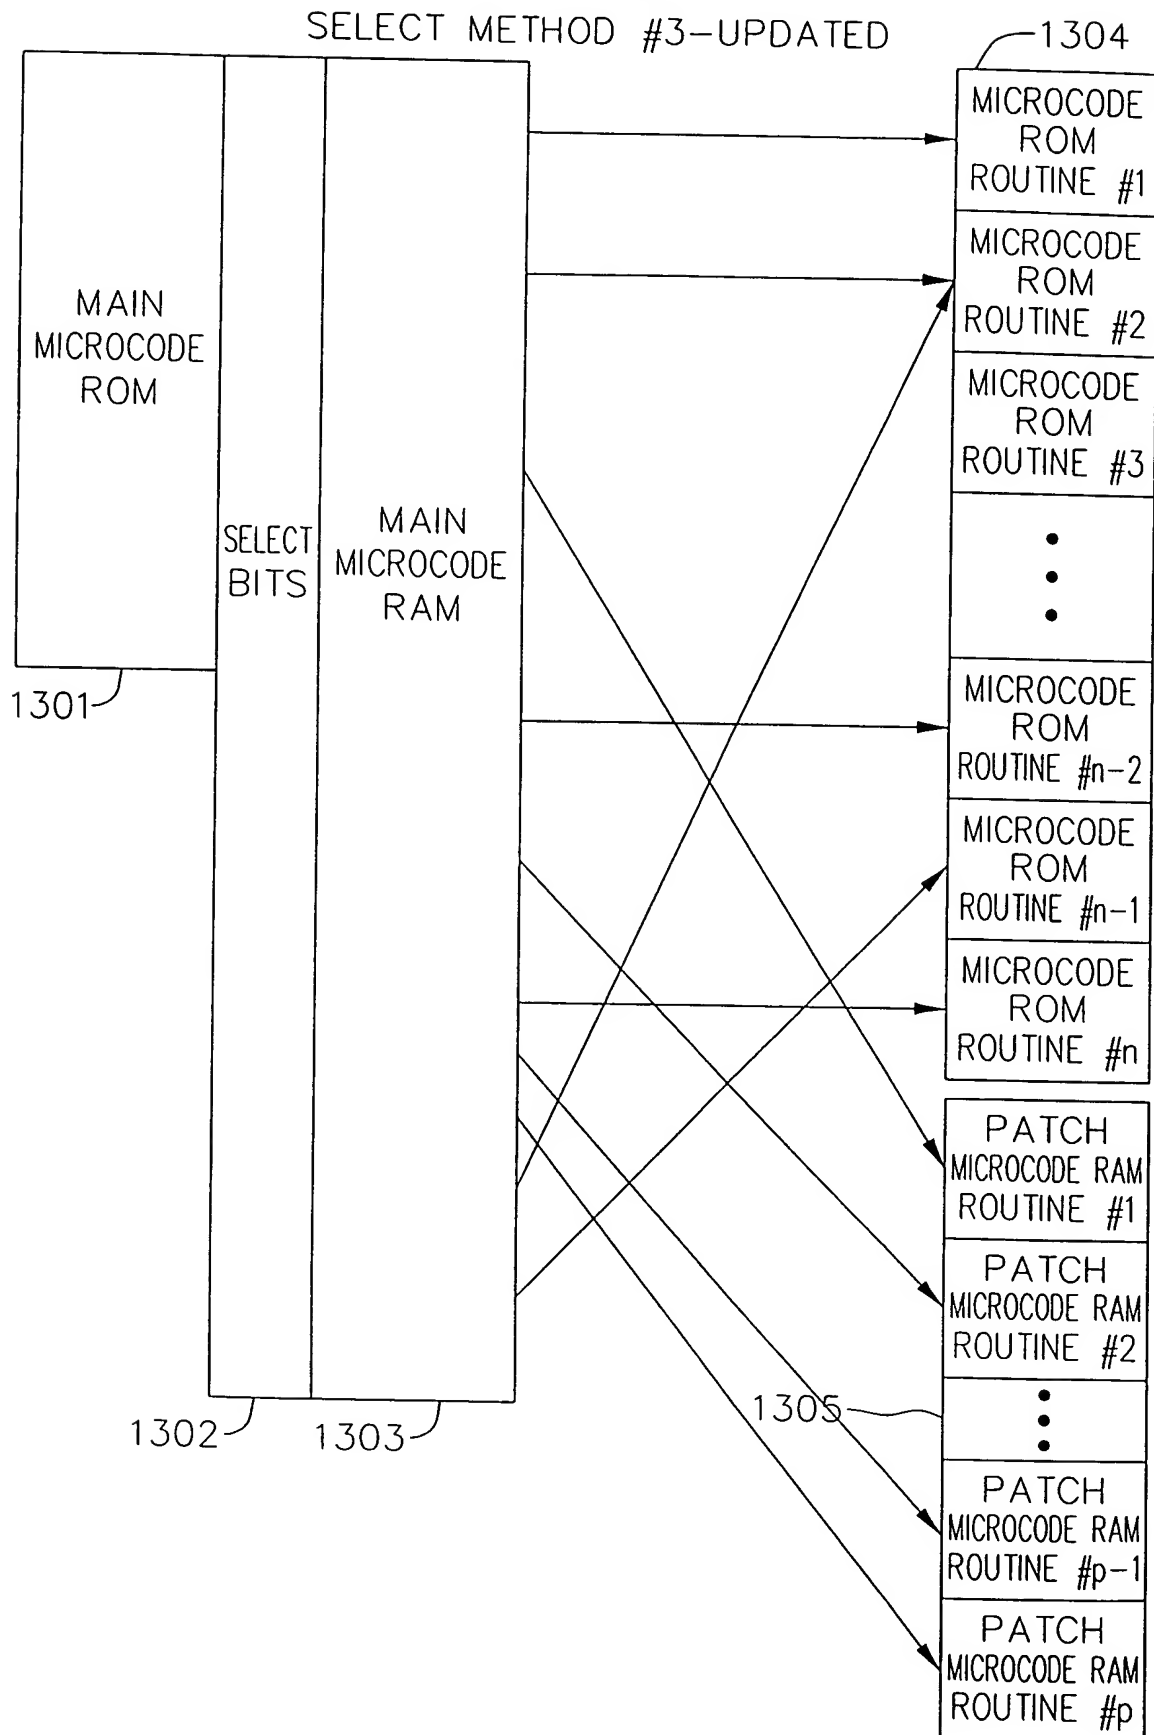 SELECT METHOD #3-UPDATED
1304
MAIN
MICROCODE
ROM
1301
SELECT
BITS
1302
MAIN
MICROCODE
RAM
1303
MICROCODE
ROM
ROUTINE #1
MICROCODE
ROM
ROUTINE #2
MICROCODE
ROM
ROUTINE #3
MICROCODE
ROM
ROUTINE #n-2
MICROCODE
ROM
ROUTINE #n-1
MICROCODE
ROM
ROUTINE #n
PATCH
MICROCODE RAM
ROUTINE #1
PATCH
MICROCODE RAM
ROUTINE #2
1305
PATCH
MICROCODE RAM
ROUTINE #p-1
PATCH
MICROCODE RAM
ROUTINE #p